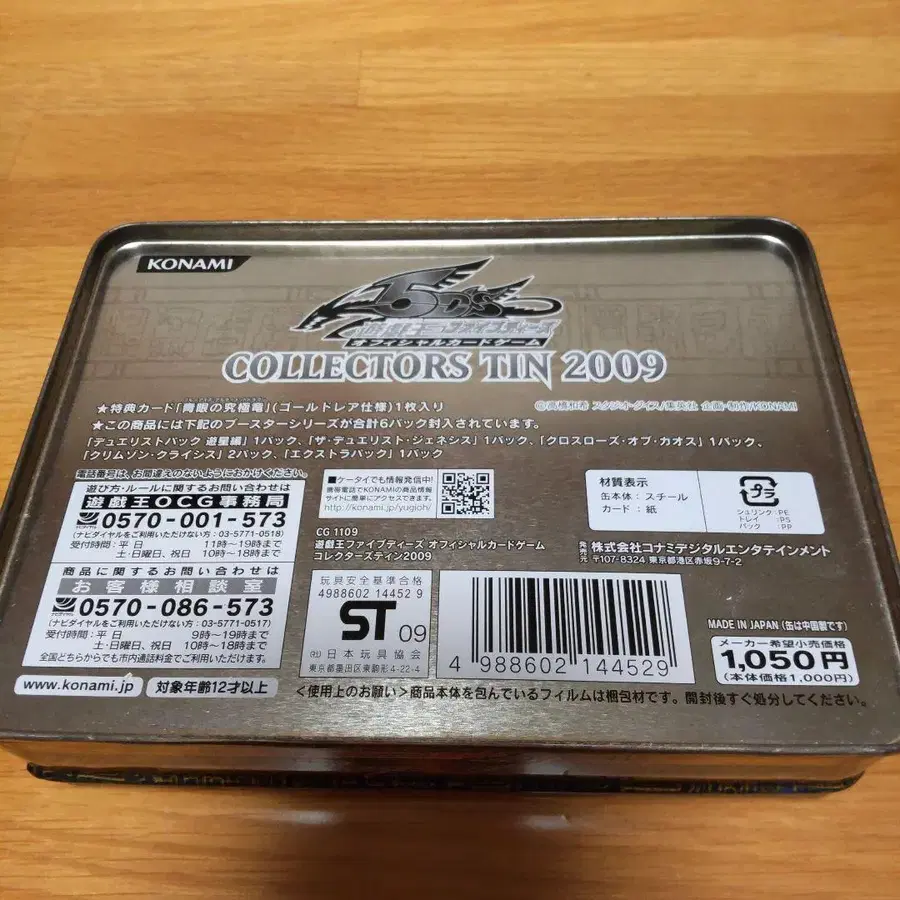 KONAMI
5D's
遊戯王ファイブディーズ
オフィシャルカードゲーム
COLLECTORS TIN 2009
★特典カード「青眼の究極竜」(ゴールドレア仕様)1枚入り
©高橋和希 スタジオ・ダイス/集英社 企画・制作/KONAMI
★この商品には下記のブースターシリーズが合計6パック封入されています。
「デュエリストパック 遊星編」1パック、「ザ・デュエリスト・ジェネシス」1パック、「クロスローズ・オブ・カオス」1パック、
「クリムゾン・クライシス」2パック、「エクストラパック」1パック
電話番号は、お間違えのないようにおかけください。
遊び方・ルールに関するお問い合わせは
遊戯王OCG事務局
0570-001-573
(ナビダイヤルをご利用いただけない方:03-5771-0518)
受付時間:平 日 11時〜19時
土・日曜日、祝日 10時〜18時
商品に関するお問い合わせは
お客様相談室
0570-086-573
(ナビダイヤルをご利用いただけない方:03-5771-0517)
受付時間:平 日 9時〜19時まで
土・日曜日、祝日 10時〜18時まで
全国どちらからでも市内通話料金でご利用いただけます。
www.konami.jp
対象年齢12才以上
■ケータイでも情報発信中!
携帯電話でKONAMIの商品情報
サイトに簡単にアクセスできます。
http://konami.jp/yugioh/
CG 1109
遊戯王ファイブディーズ オフィシャルカードゲーム
コレクターズティン2009
玩具安全基準合格
4988602 14452 9
ST 09
(社)日本玩具協会
東京都墨田区東駒形4-22-4
4 988602 144529
材質表示
缶本体:スチール
カード:紙
プラ
シュリンク:PE
トレイ:PS
パック:PP
発売元 株式会社コナミデジタルエンタテインメント
〒107-8324 東京都港区赤坂9-7-2
MADE IN JAPAN (缶は中国製です)
メーカー希望小売価格
1,050円
(本体価格1,000円)
<使用上のお願い>商品本体を包んでいるフィルムは梱包材です。開封後すぐ処分してください。